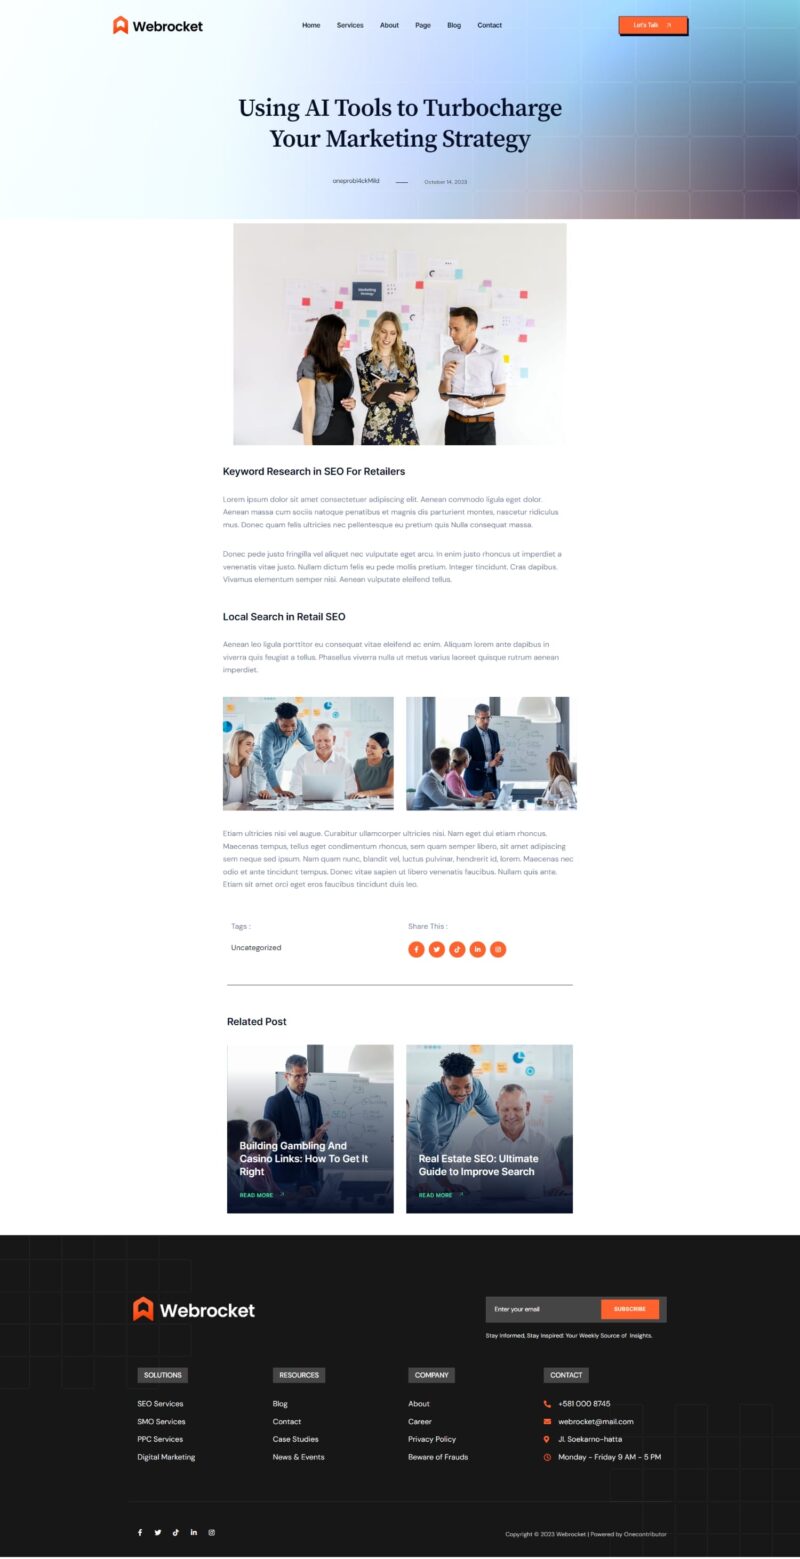 Webrocket
Home Services About Page Blog Contact
Let's Talk
Using AI Tools to Turbocharge
Your Marketing Strategy
oneprobl4ckMild
October 14, 2023
Marketing
Strategy
Keyword Research in SEO For Retailers
Lorem ipsum dolor sit amet consectetuer adipiscing elit. Aenean commodo ligula eget dolor.
Aenean massa cum sociis natoque penatibus et magnis dis parturient montes, nascetur ridiculus
mus. Donec quam felis ultricies nec pellentesque eu pretium quis Nulla consequat massa.
Donec pede justo fringilla vel aliquet nec vulputate eget arcu. In enim justo rhoncus ut imperdiet a
venenatis vitae justo. Nullam dictum felis eu pede mollis pretium. Integer tincidunt. Cras dapibus.
Vivamus elementum semper nisi. Aenean vulputate eleifend tellus.
Local Search in Retail SEO
Aenean leo ligula porttitor eu consequat vitae eleifend ac enim. Aliquam lorem ante dapibus in
viverra quis feugiat a tellus. Phasellus viverra nulla ut metus varius laoreet quisque rutrum aenean
imperdiet.
SEO
Etiam ultricies nisi vel augue. Curabitur ullamcorper ultricies nisi. Nam eget dui etiam rhoncus.
Maecenas tempus, tellus eget condimentum rhoncus, sem quam semper libero, sit amet adipiscing
sem neque sed ipsum. Nam quam nunc, blandit vel, luctus pulvinar, hendrerit id, lorem. Maecenas nec
odio et ante tincidunt tempus. Donec vitae sapien ut libero venenatis faucibus. Nullam quis ante.
Etiam sit amet orci eget eros faucibus tincidunt duis leo.
Tags :
Uncategorized
Share This :
Related Post
SEO
Building Gambling And
Casino Links: How To Get It
Right
READ MORE
Real Estate SEO: Ultimate
Guide to Improve Search
READ MORE
Webrocket
Enter your email
SUBSCRIBE
Stay Informed, Stay Inspired: Your Weekly Source of Insights.
SOLUTIONS
SEO Services
SMO Services
PPC Services
Digital Marketing
RESOURCES
Blog
Contact
Case Studies
News & Events
COMPANY
About
Career
Privacy Policy
Beware of Frauds
CONTACT
+581 000 8745
webrocket@mail.com
Jl. Soekarno-hatta
Monday - Friday 9 AM - 5 PM
Copyright © 2023 Webrocket | Powered by Onecontributor